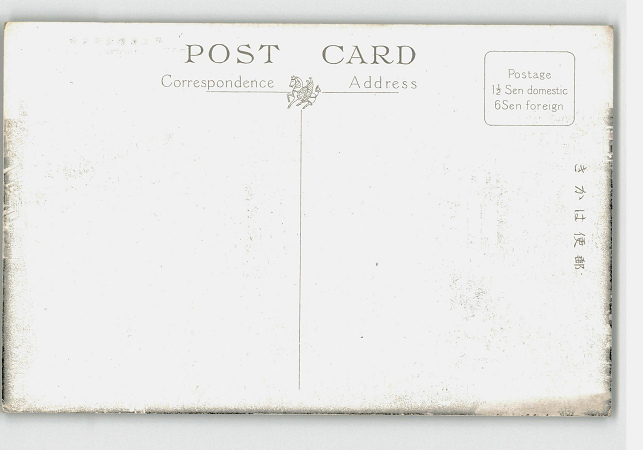 POST CARD
Correspondence Address
Postage
1½ Sen domestic
6Sen foreign
郵便はかき